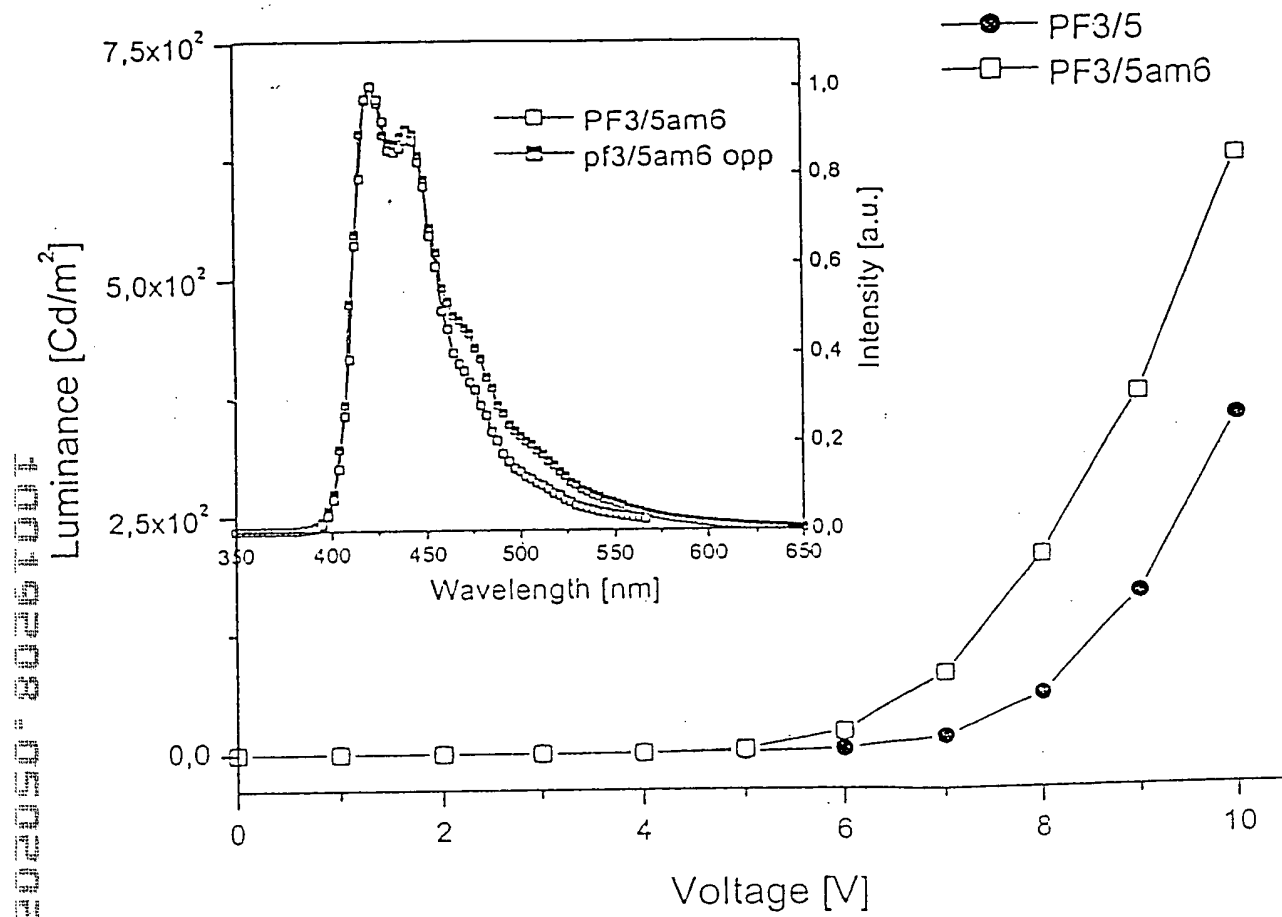 PF3/5
PF3/5am6
7,5x10²
5,0x10²
2,5x10²
0,0
Luminance [Cd/m²]
PF3/5am6
pf3/5am6 opp
1,0
0,8
0,6
0,4
0,2
0,0
Intensity [a.u.]
350 400 450 500 550 600 650
Wavelength [nm]
0 2 4 6 8 10
Voltage [V]